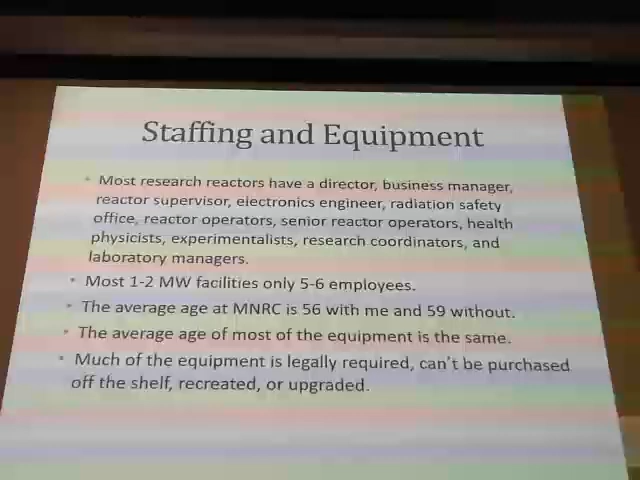 Staffing and Equipment
• Most research reactors have a director, business manager,
reactor supervisor, electronics engineer, radiation safety
office, reactor operators, senior reactor operators, health
physicists, experimentalists, research coordinators, and
laboratory managers.
• Most 1-2 MW facilities only 5-6 employees.
• The average age at MNRC is 56 with me and 59 without.
• The average age of most of the equipment is the same.
• Much of the equipment is legally required, can't be purchased
off the shelf, recreated, or upgraded.